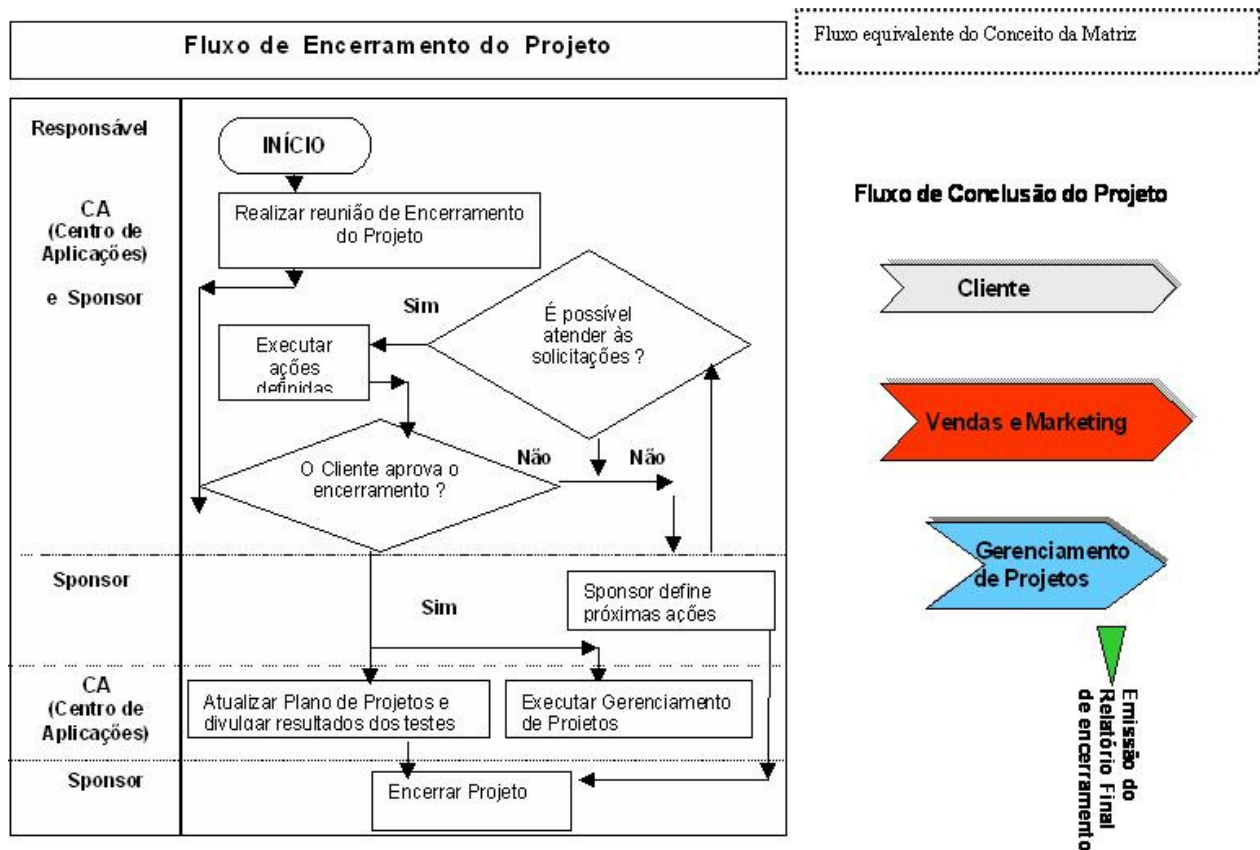 Fluxo de Encerramento do Projeto
Fluxo equivalente do Conceito da Matriz
Responsável
INÍCIO
CA
(Centro de
Aplicações)
e Sponsor
Realizar reunião de Encerramento
do Projeto
Sim
É possível
atender às
solicitações ?
Executar
ações
definidas
O Cliente aprova o
encerramento ?
Não
Não
Sponsor
Sim
Sponsor define
próximas ações
CA
(Centro de
Aplicações)
Atualizar Plano de Projetos e
divulgar resultados dos testes
Executar Gerenciamento
de Projetos
Sponsor
Encerrar Projeto
Fluxo de Conclusão do Projeto
Cliente
Vendas e Marketing
Gerenciamento
de Projetos
Emissão do
Relatório Final
de encerramento